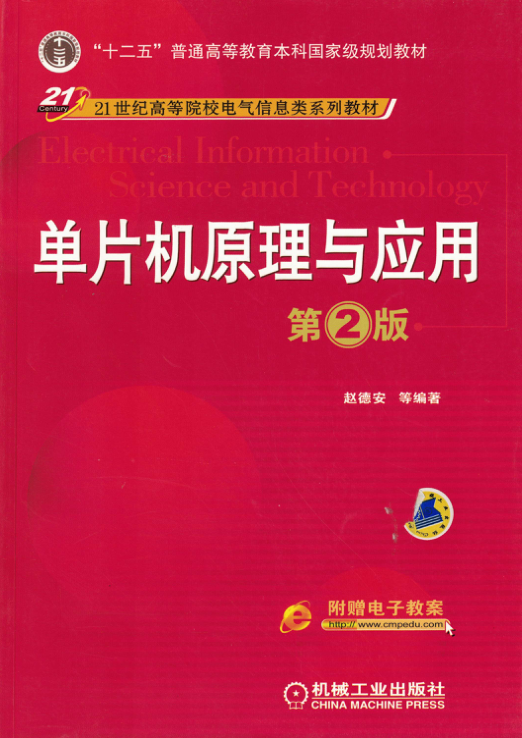 “十二五”普通高等教育本科国家级规划教材
21
Century
21世纪高等院校电气信息类系列教材
Electrical Information
Science and Technology
单片机原理与应用
第2版
赵德安 等编著
附赠电子教案
http:// www.cmpedu.com
机械工业出版社
CHINA MACHINE PRESS